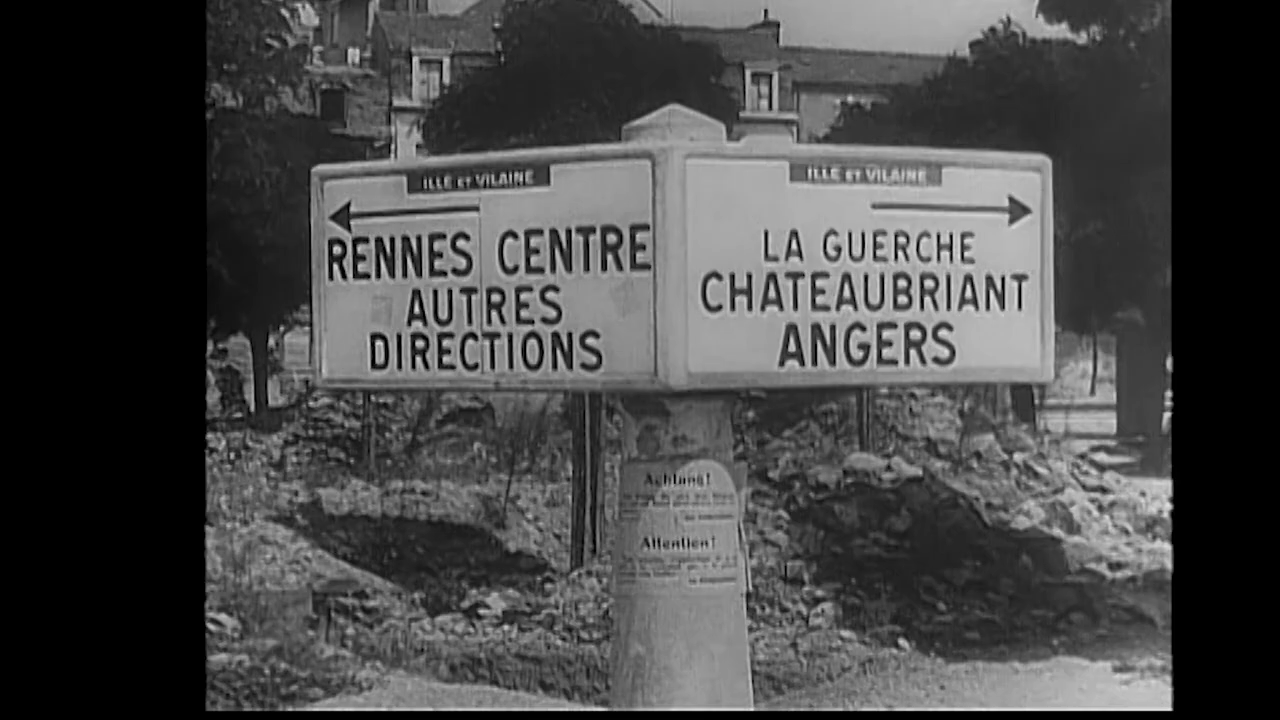 ILLE ET VILAINE
RENNES CENTRE
AUTRES
DIRECTIONS
ILLE ET VILAINE
LA GUERCHE
CHATEAUBRIANT
ANGERS
Achtung!
Attention!